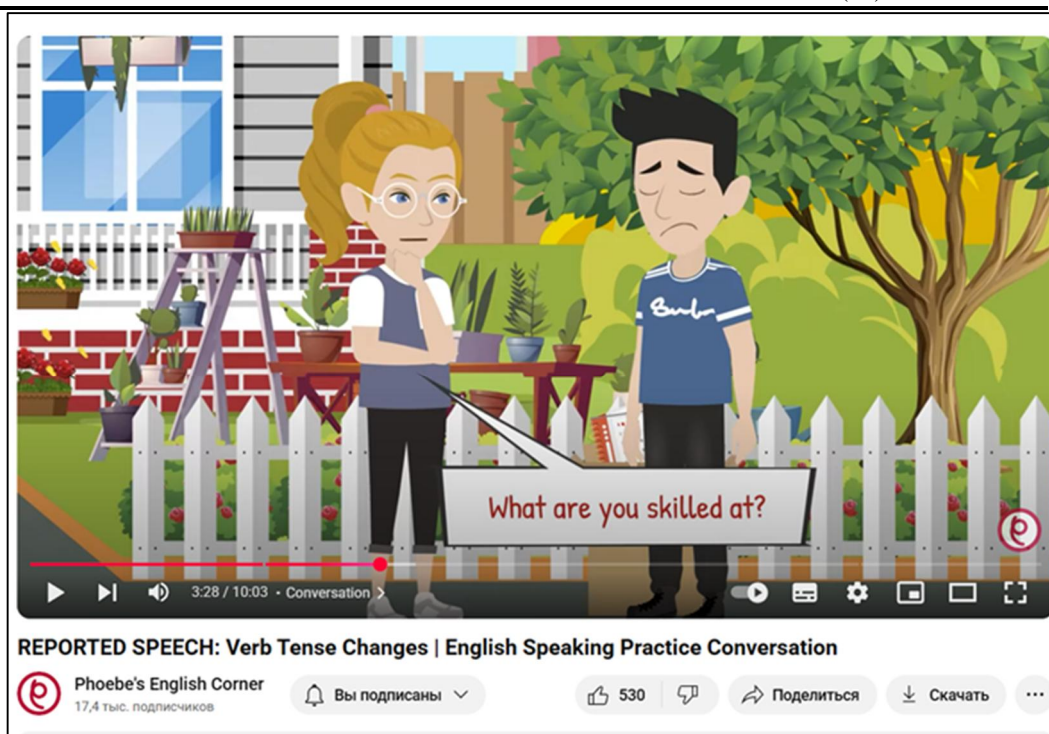 What are you skilled at?
3:28 / 10:03 • Conversation >
REPORTED SPEECH: Verb Tense Changes | English Speaking Practice Conversation
Phoebe's English Corner
17,4 тыс. подписчиков
Вы подписаны
530
Поделиться
Скачать